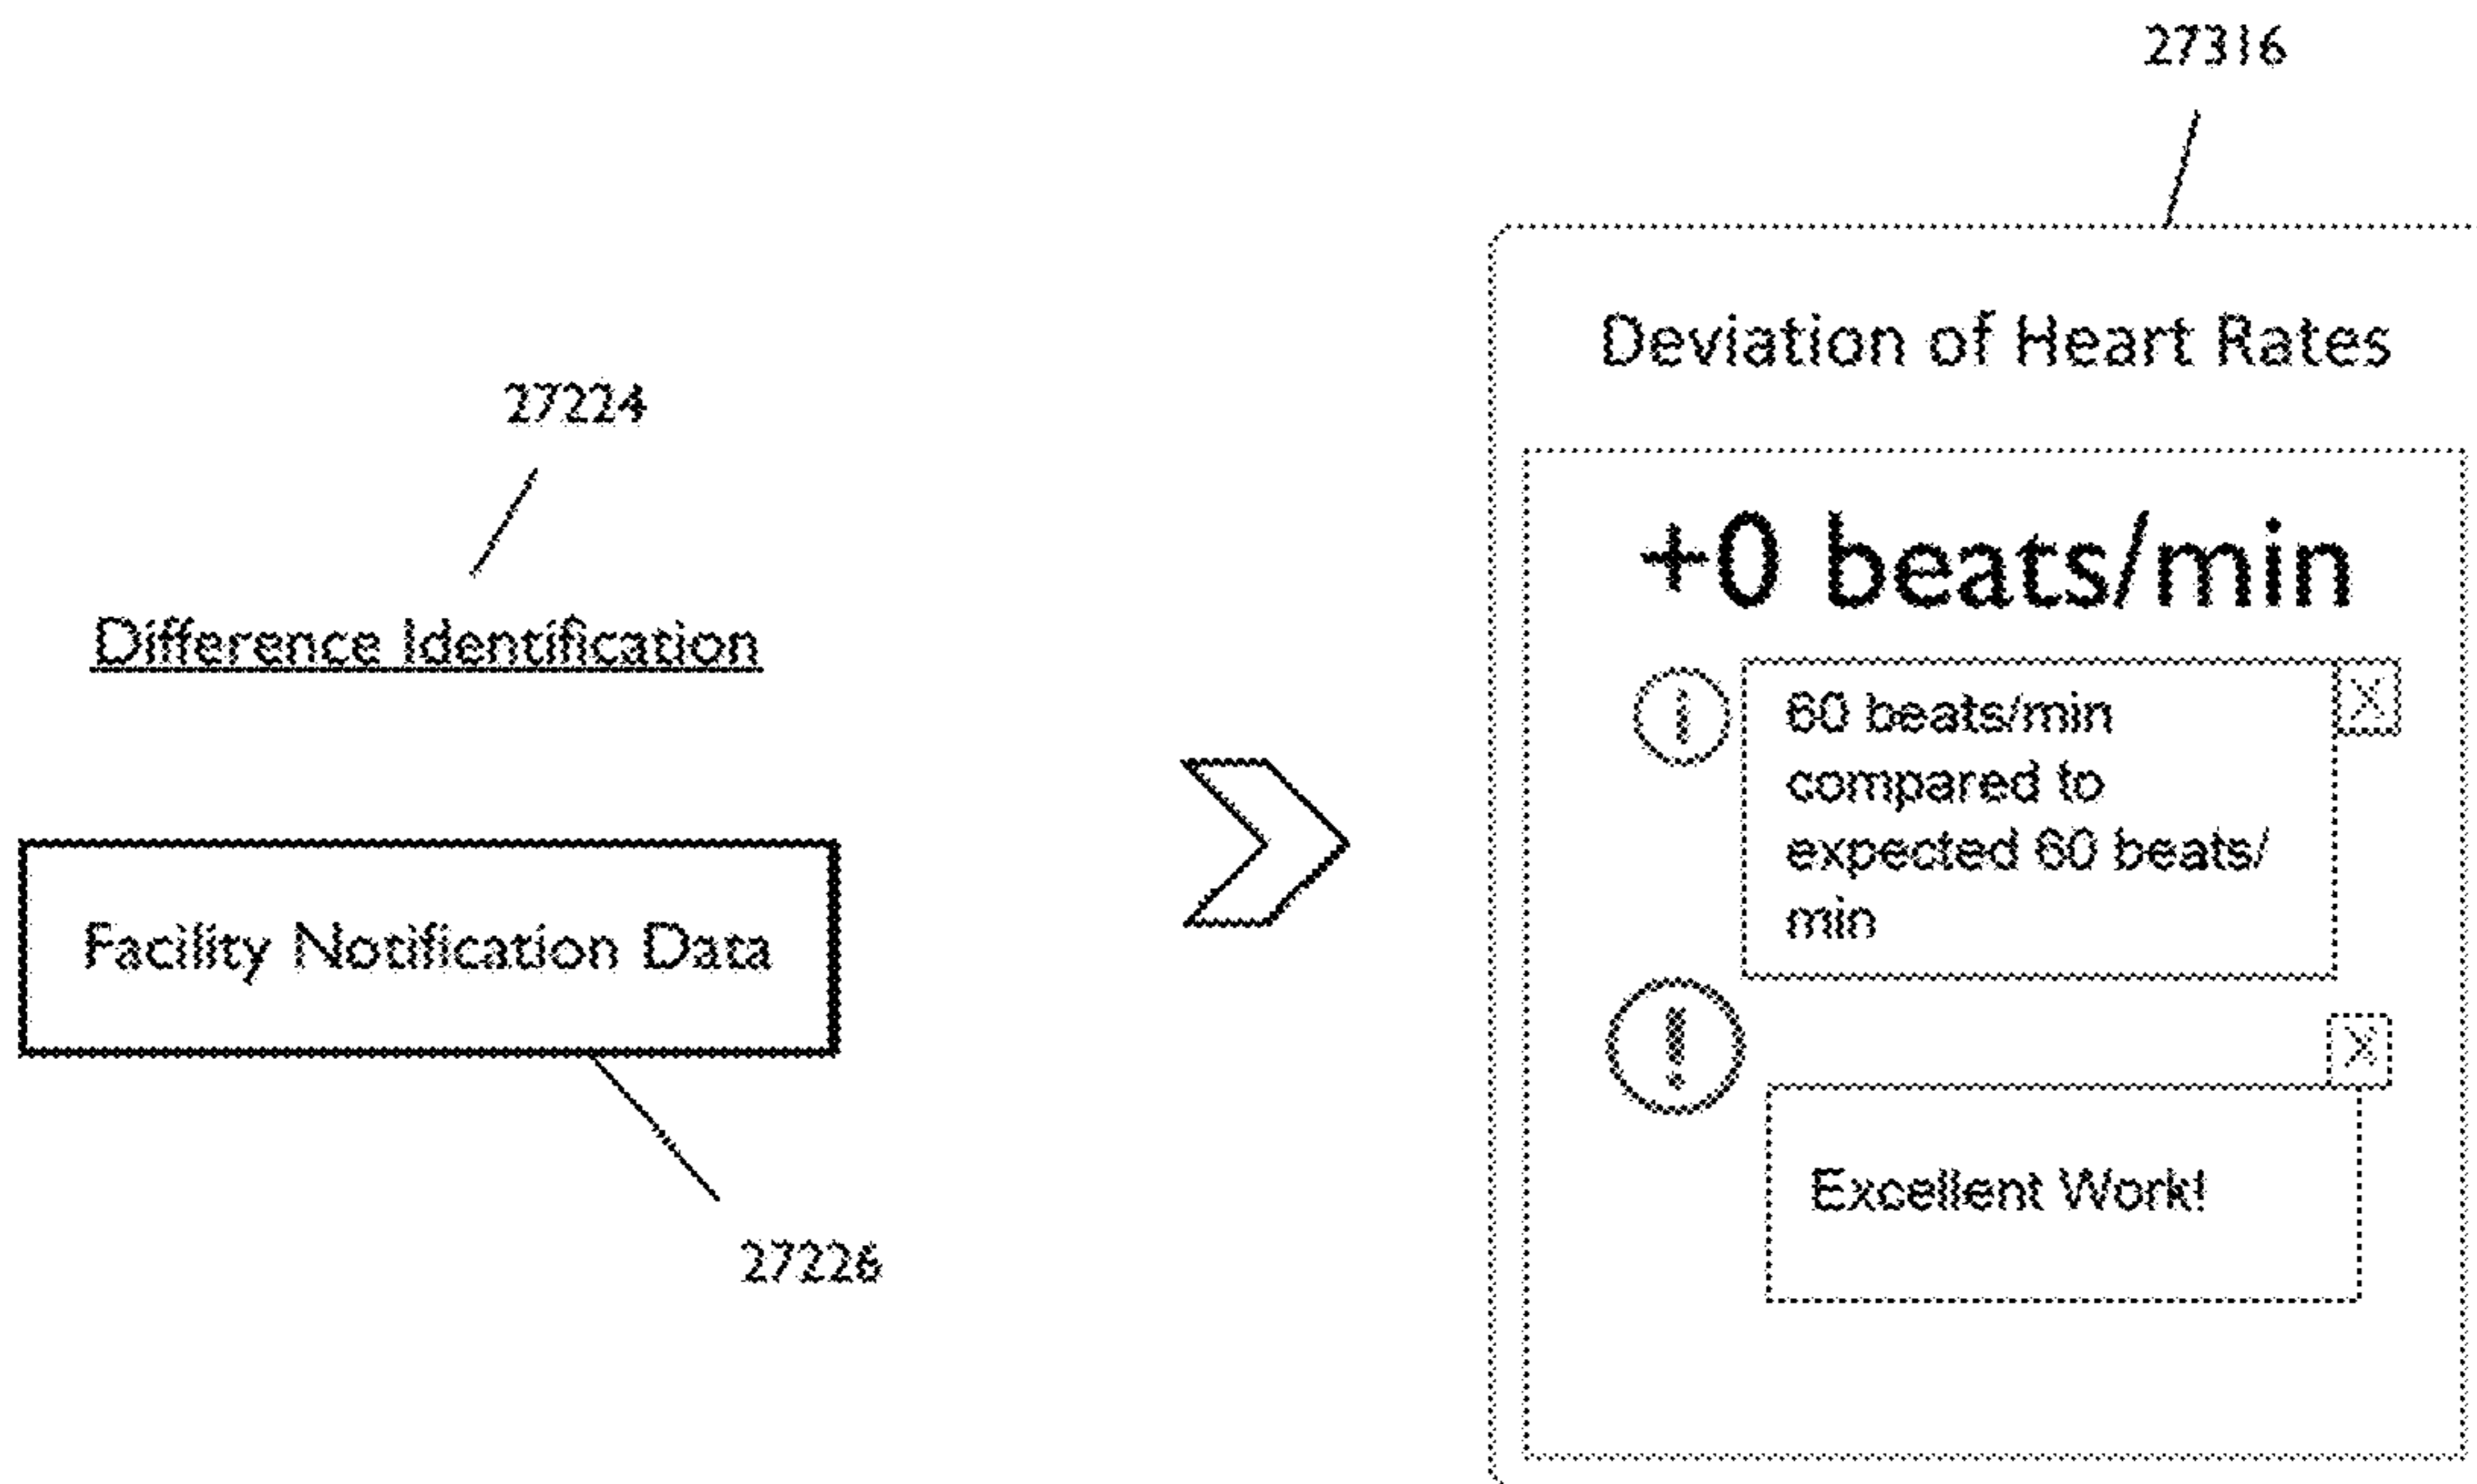 27316
Deviation of Heart Rates
27224
+0 beats/min
Difference Identification
60 beats/min
compared to
expected 60 beats/
min
Facility Notification Data
Excellent Work!
27226